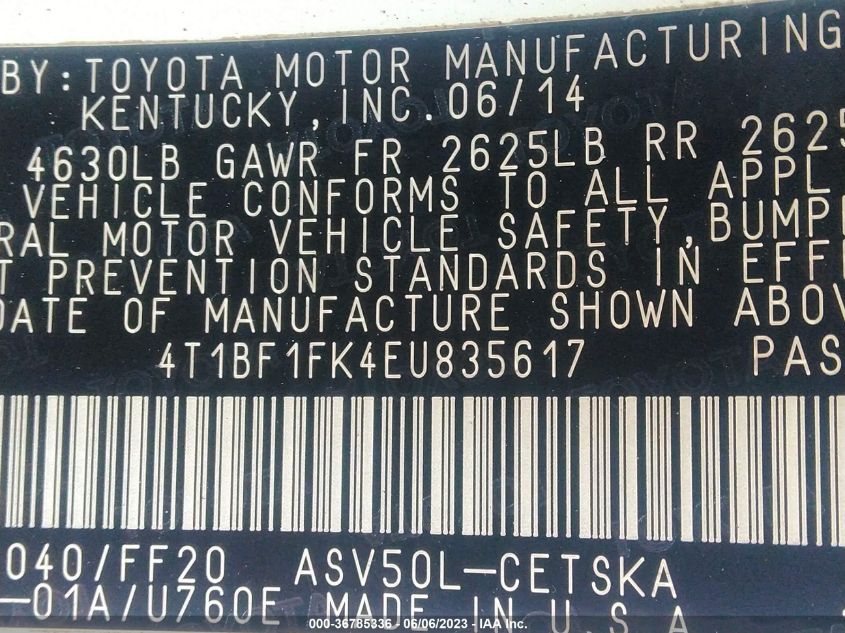 BY:TOYOTA MOTOR MANUFACTURING
KENTUCKY,INC.06/14
4630LB GAWR FR 2625LB RR 2625
VEHICLE CONFORMS TO ALL APPL
RAL MOTOR VEHICLE SAFETY,BUMP
T PREVENTION STANDARDS IN EFF
DATE OF MANUFACTURE SHOWN ABOV
4T1BF1FK4EU835617 PAS
040/FF20 ASV50L-CETSKA
-01A/U760E MADE IN U.S.A
000-36785336 - 06/06/2023 - IAA Inc.